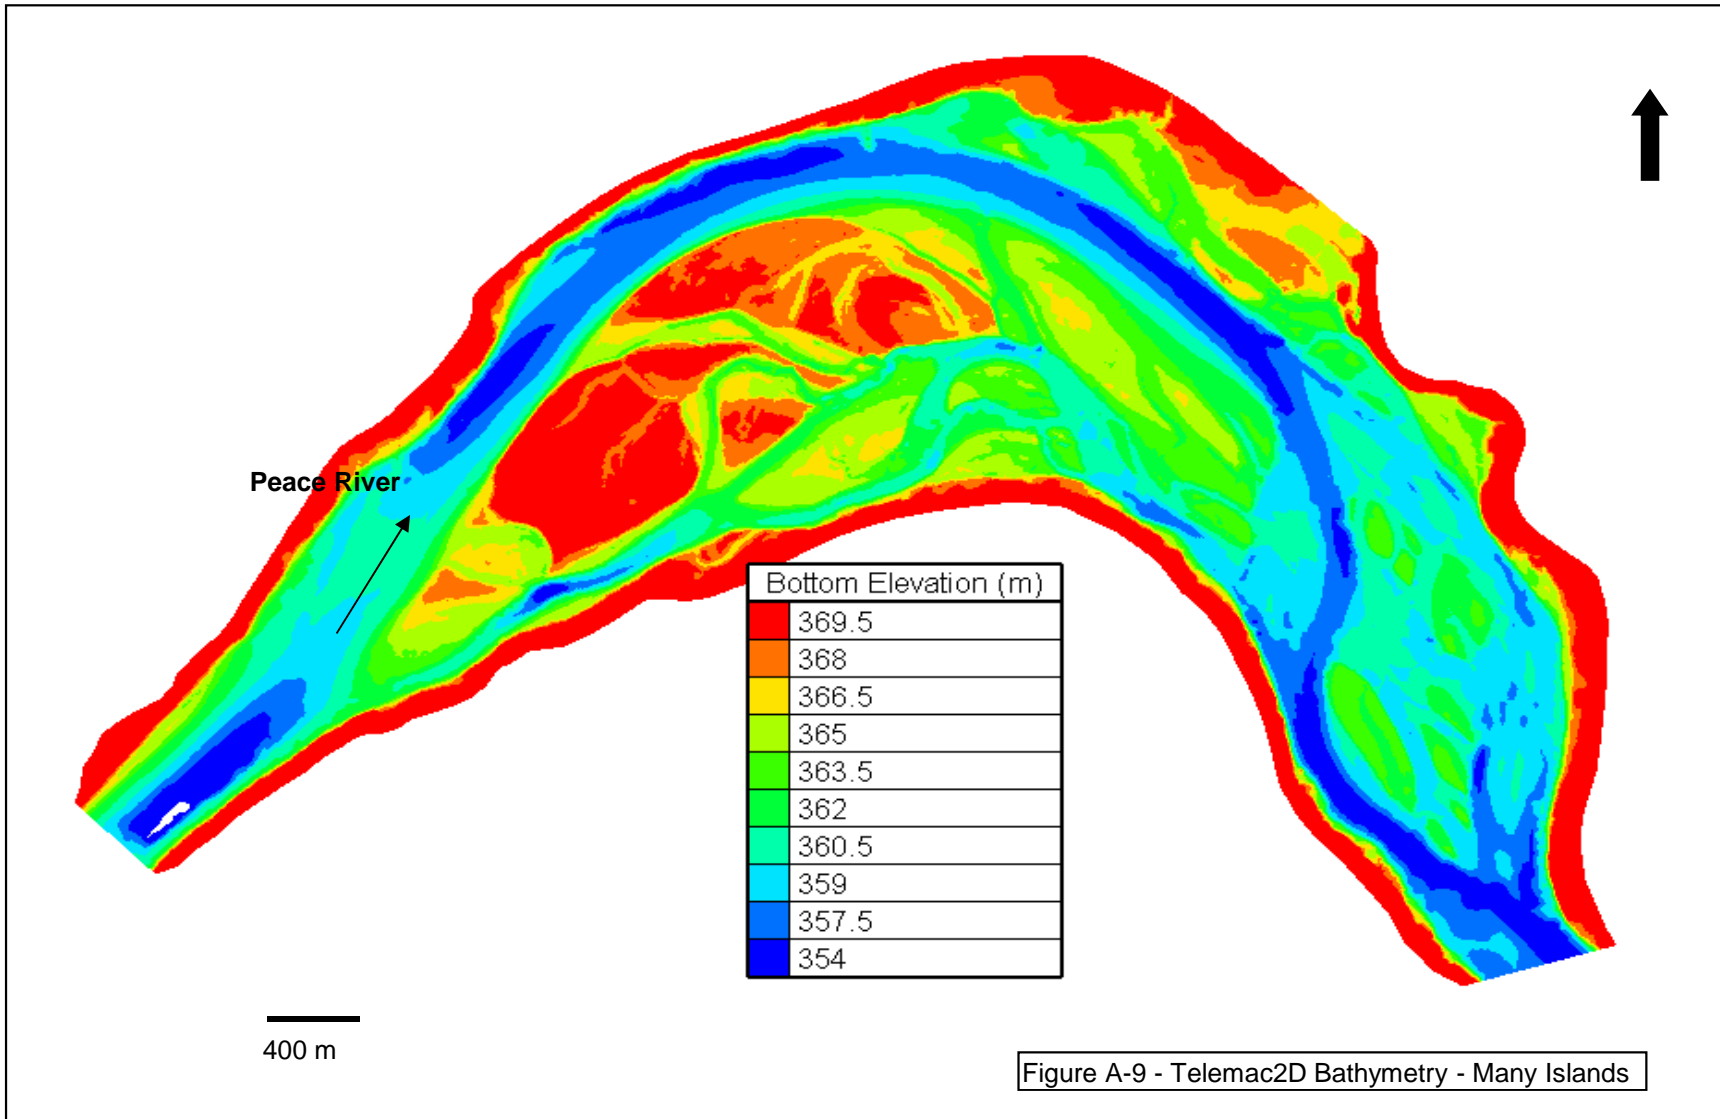 Peace River
Bottom Elevation (m)
369.5
368
366.5
365
363.5
362
360.5
359
357.5
354
400 m
Figure A-9 - Telemac2D Bathymetry - Many Islands